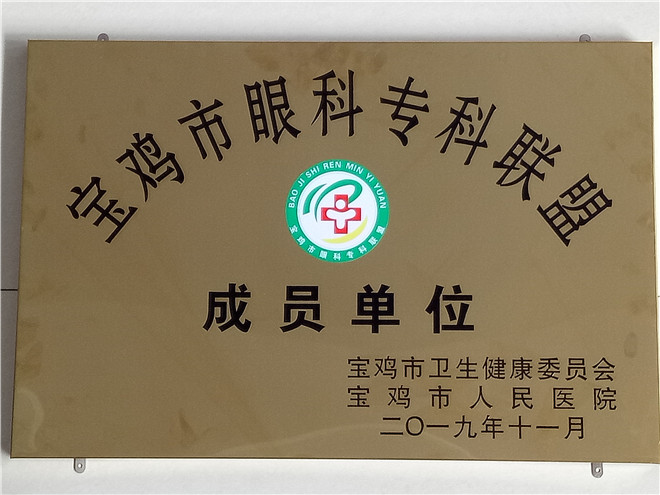 宝鸡市眼科专科联盟
BAO JI SHI REN MIN YI YUAN
宝鸡市眼科专科联盟
成员单位
宝鸡市卫生健康委员会
宝鸡市人民医院
二〇一九年十一月